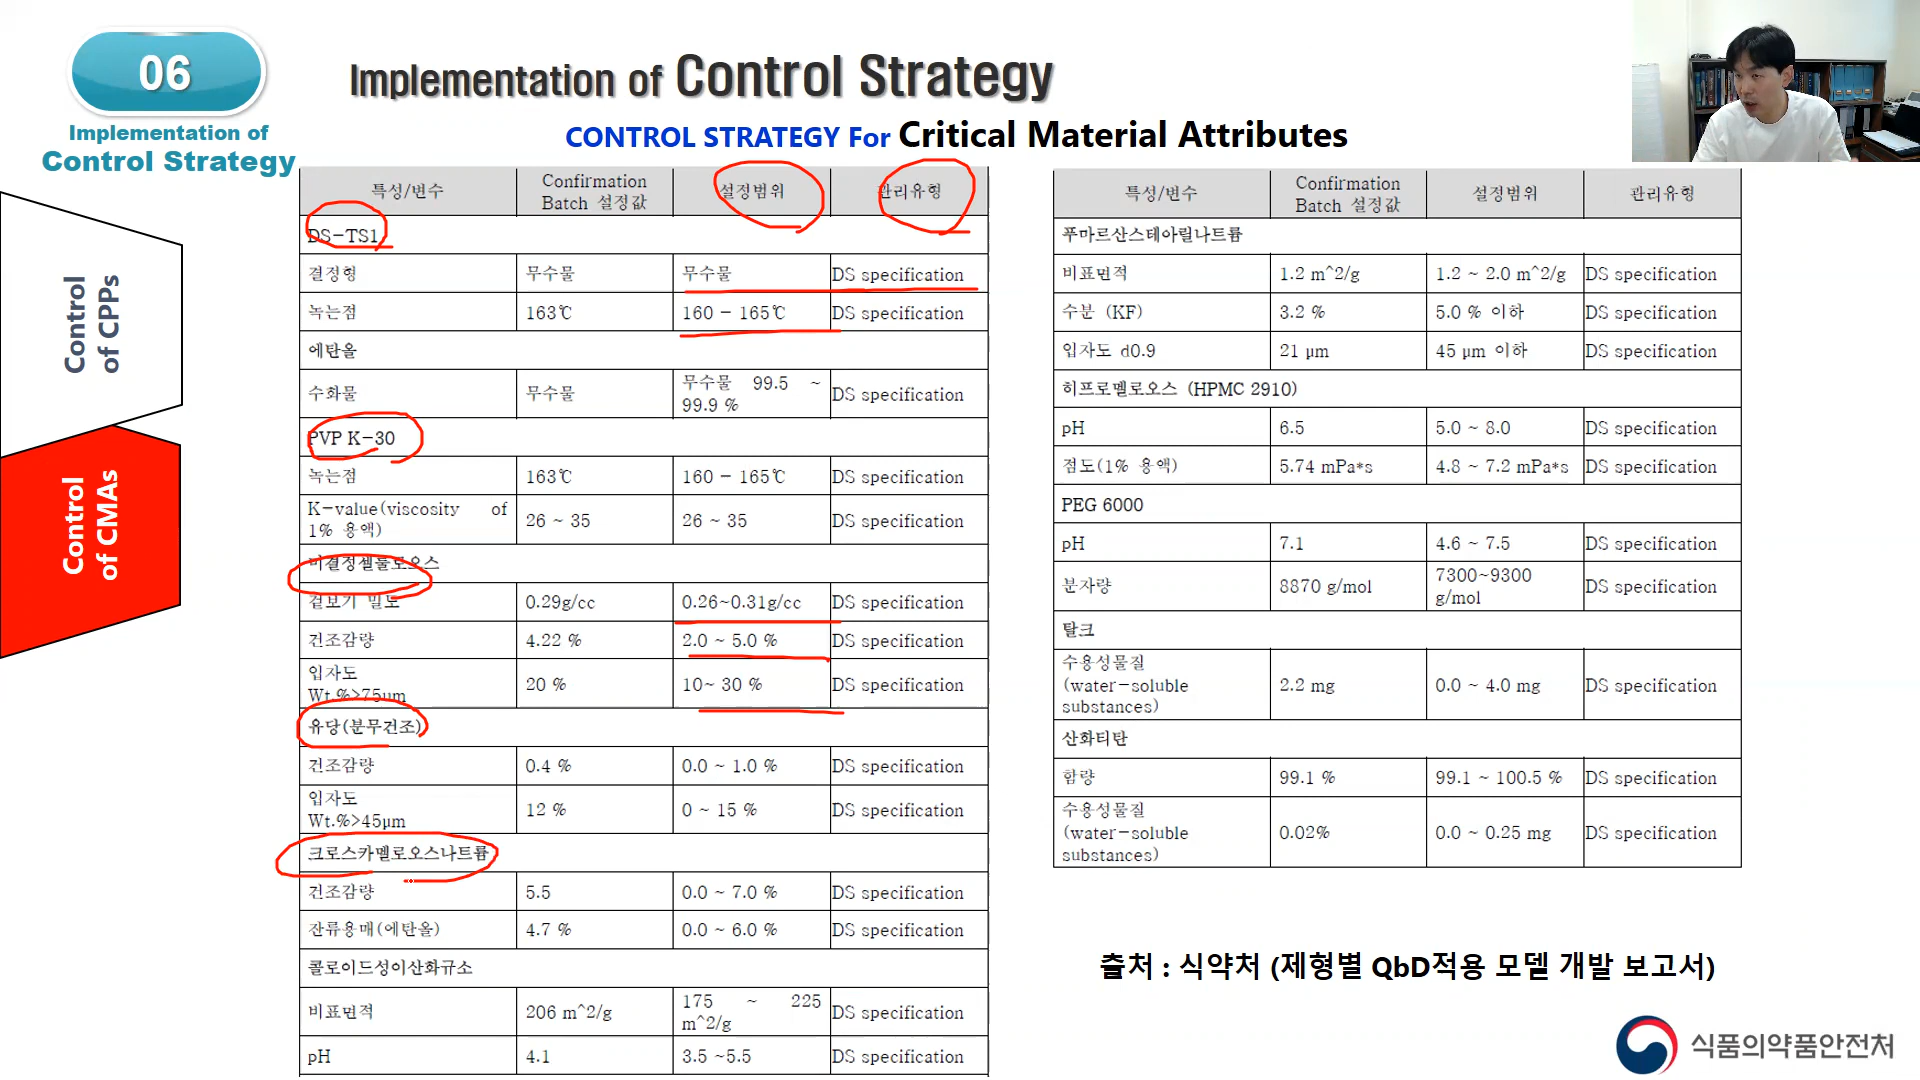 06
Implementation of
Control Strategy
Implementation of Control Strategy
CONTROL STRATEGY For Critical Material Attributes
Control
of CPPs
Control
of CMAs
특성/변수 Confirmation Batch 설정값 설정범위 관리유형
DS-TS1
결정형 무수물 무수물 DS specification
녹는점 163℃ 160 - 165℃ DS specification
에탄올
수화물 무수물 무수물 99.5 ~ 99.9 % DS specification
PVP K-30
녹는점 163℃ 160 - 165℃ DS specification
K-value(viscosity of 1% 용액) 26 ~ 35 26 ~ 35 DS specification
미결정셀룰로오스
겉보기 밀도 0.29g/cc 0.26~0.31g/cc DS specification
건조감량 4.22 % 2.0 ~ 5.0 % DS specification
입자도 Wt.%>75μm 20 % 10~ 30 % DS specification
유당(분무건조)
건조감량 0.4 % 0.0 ~ 1.0 % DS specification
입자도 Wt.%>45μm 12 % 0 ~ 15 % DS specification
크로스카멜로오스나트륨
건조감량 5.5 0.0 ~ 7.0 % DS specification
잔류용매(에탄올) 4.7 % 0.0 ~ 6.0 % DS specification
콜로이드성이산화규소
비표면적 206 m^2/g 175 ~ 225 m^2/g DS specification
pH 4.1 3.5 ~5.5 DS specification
특성/변수 Confirmation Batch 설정값 설정범위 관리유형
푸마르산스테아릴나트륨
비표면적 1.2 m^2/g 1.2 ~ 2.0 m^2/g DS specification
수분 (KF) 3.2 % 5.0 % 이하 DS specification
입자도 d0.9 21 μm 45 μm 이하 DS specification
히프로멜로오스 (HPMC 2910)
pH 6.5 5.0 ~ 8.0 DS specification
점도(1% 용액) 5.74 mPa*s 4.8 ~ 7.2 mPa*s DS specification
PEG 6000
pH 7.1 4.6 ~ 7.5 DS specification
분자량 8870 g/mol 7300~9300 g/mol DS specification
탈크
수용성물질 (water-soluble substances) 2.2 mg 0.0 ~ 4.0 mg DS specification
산화티탄
함량 99.1 % 99.1 ~ 100.5 % DS specification
수용성물질 (water-soluble substances) 0.02% 0.0 ~ 0.25 mg DS specification
출처 : 식약처 (제형별 QbD적용 모델 개발 보고서)
식품의약품안전처